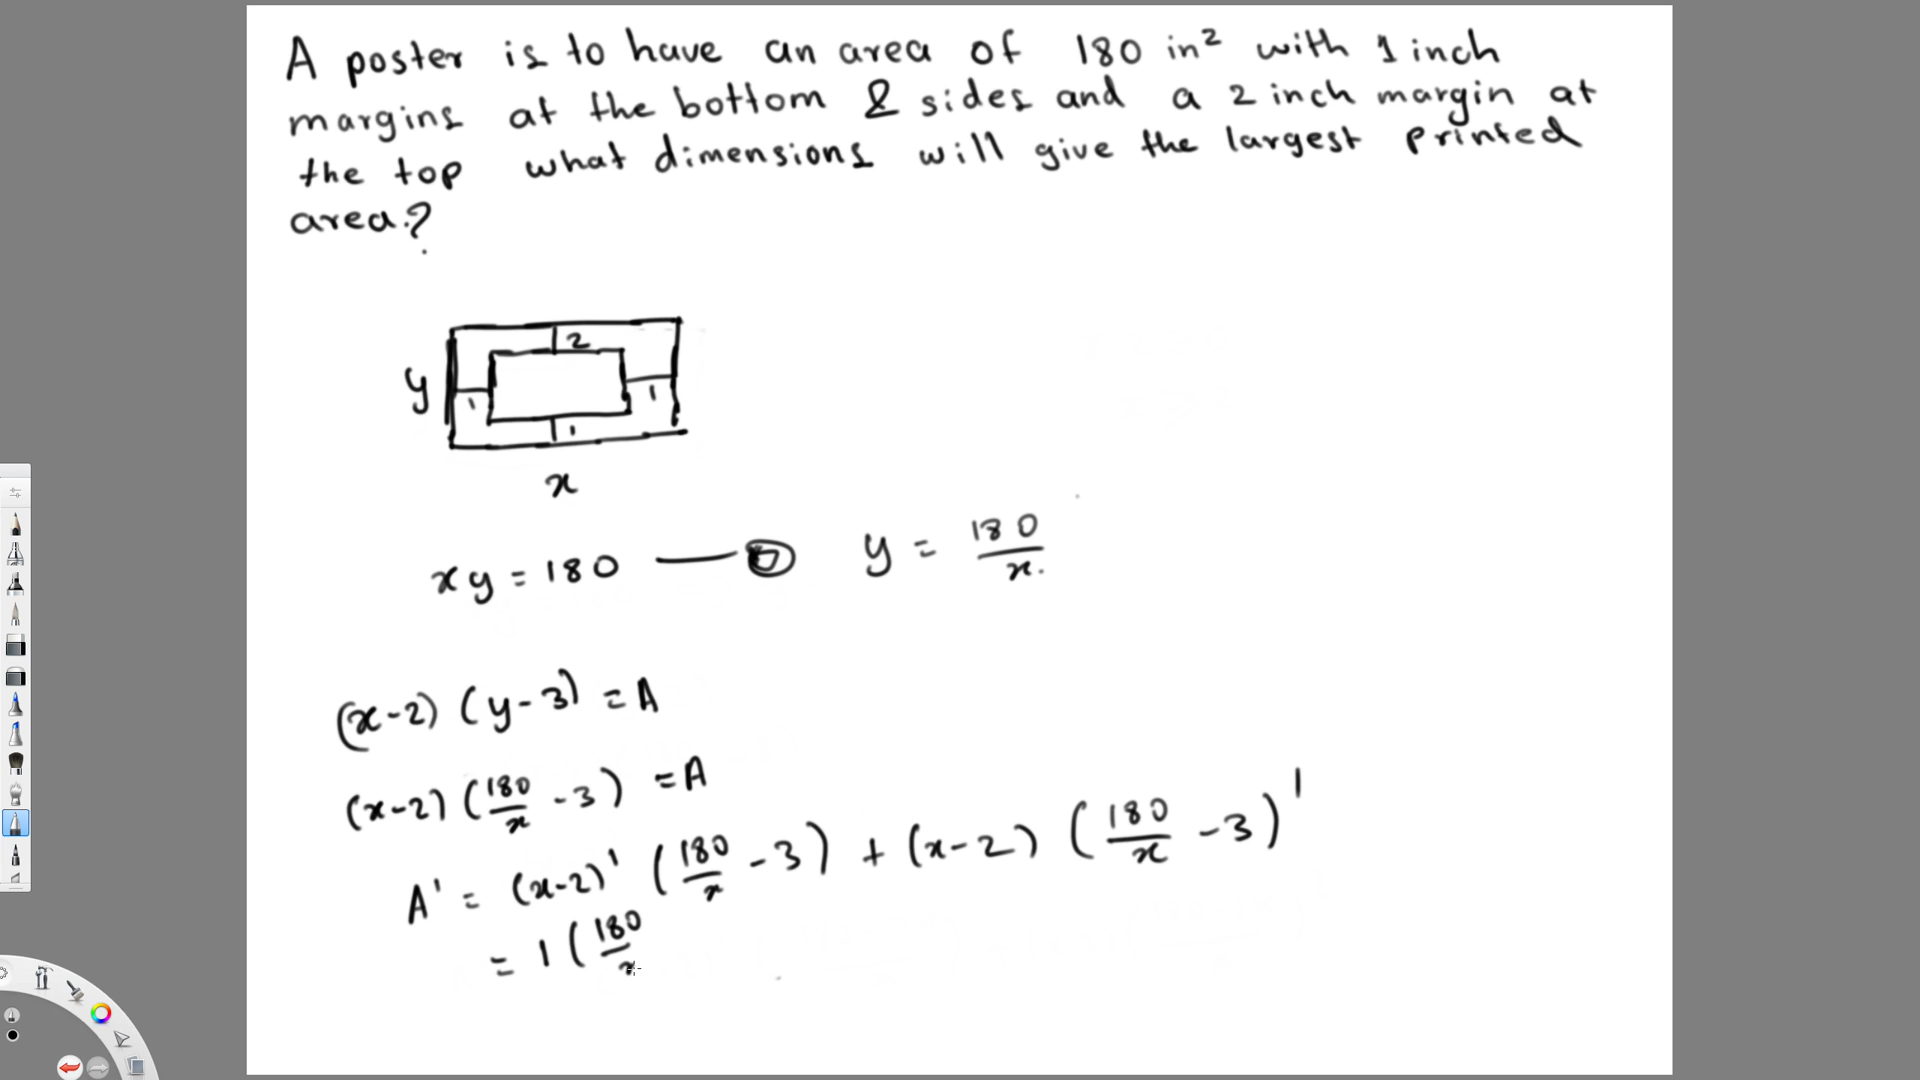 A poster is to have an area of 180 in² with 1 inch
margins at the bottom & sides and a 2 inch margin at
the top what dimensions will give the largest printed
area?
2
y
1
1
1
x
xy = 180 y = 180/x.
(x-2) (y-3) = A
(x-2) (180/x - 3) = A
A' = (x-2)' (180/x - 3) + (x-2) (180/x - 3)'
= 1 (180/x